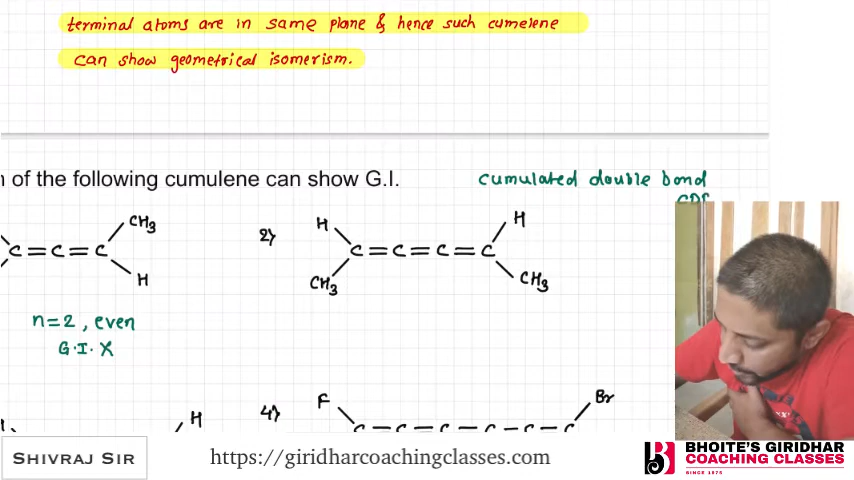 terminal atoms are in same plane & hence such cumelene
can show geometrical isomerism.
of the following cumulene can show G.I.
cumulated double bond
CH3
C=C=C
H
n=2, even
G.I. X
2)
H
H
C=C=C=C
CH3
CH3
H
4)
F
Br
C=C=C=C=C=C
SHIVRAJ SIR
https://giridharcoachingclasses.com
BHOITE'S GIRIDHAR
COACHING CLASSES
SINCE 1975